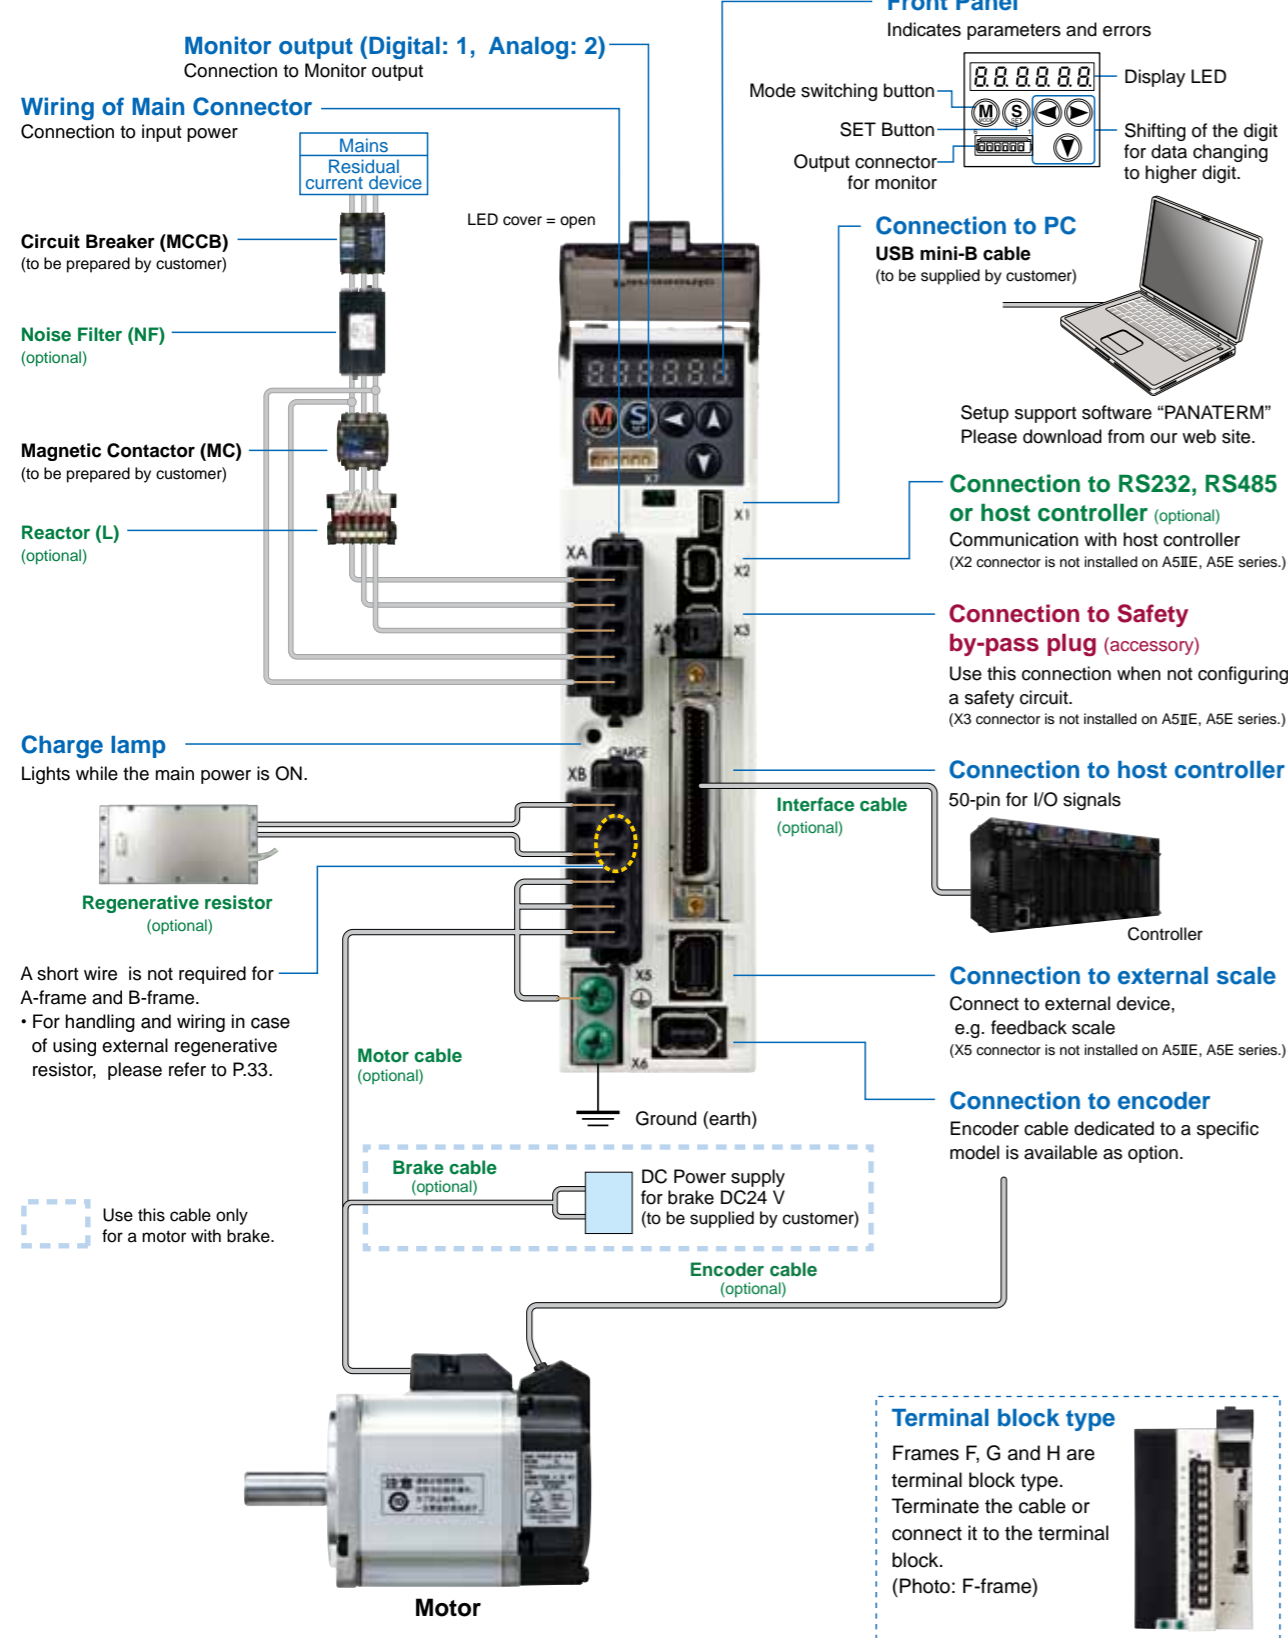 Front Panel
Indicates parameters and errors
Monitor output (Digital: 1, Analog: 2)
Connection to Monitor output
Mode switching button
Display LED
SET Button
Output connector
for monitor
Shifting of the digit
for data changing
to higher digit.
M
MODE
S
SET
Wiring of Main Connector
Connection to input power
Mains
Residual
current device
LED cover = open
Circuit Breaker (MCCB)
(to be prepared by customer)
Noise Filter (NF)
(optional)
Magnetic Contactor (MC)
(to be prepared by customer)
Reactor (L)
(optional)
Connection to PC
USB mini-B cable
(to be supplied by customer)
Setup support software “PANATERM”
Please download from our web site.
Panasonic
M
MODE
S
SET
X7
X1
XA
X2
X4
X3
CHARGE
XB
X5
X6
Connection to RS232, RS485
or host controller (optional)
Communication with host controller
(X2 connector is not installed on A5ⅡE, A5E series.)
Connection to Safety
by-pass plug (accessory)
Use this connection when not configuring
a safety circuit.
(X3 connector is not installed on A5ⅡE, A5E series.)
Charge lamp
Lights while the main power is ON.
Regenerative resistor
(optional)
A short wire is not required for
A-frame and B-frame.
• For handling and wiring in case
of using external regenerative
resistor, please refer to P.33.
Connection to host controller
50-pin for I/O signals
Interface cable
(optional)
Controller
Connection to external scale
Connect to external device,
e.g. feedback scale
(X5 connector is not installed on A5ⅡE, A5E series.)
Motor cable
(optional)
Ground (earth)
Connection to encoder
Encoder cable dedicated to a specific
model is available as option.
Brake cable
(optional)
DC Power supply
for brake DC24 V
(to be supplied by customer)
Use this cable only
for a motor with brake.
Encoder cable
(optional)
Motor
Terminal block type
Frames F, G and H are
terminal block type.
Terminate the cable or
connect it to the terminal
block.
(Photo: F-frame)